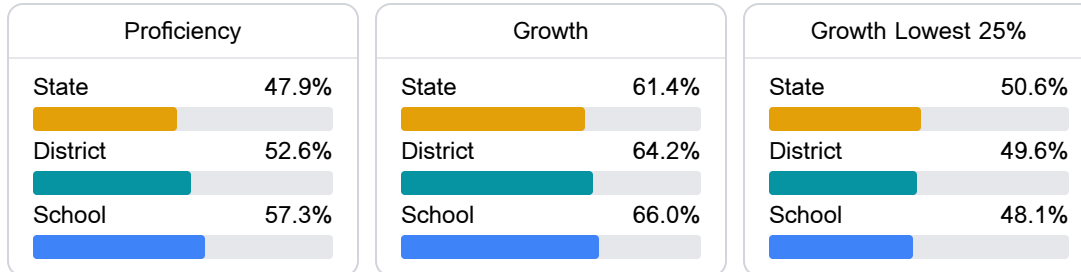 Proficiency
State 47.9%
District 52.6%
School 57.3%
Growth
State 61.4%
District 64.2%
School 66.0%
Growth Lowest 25%
State 50.6%
District 49.6%
School 48.1%